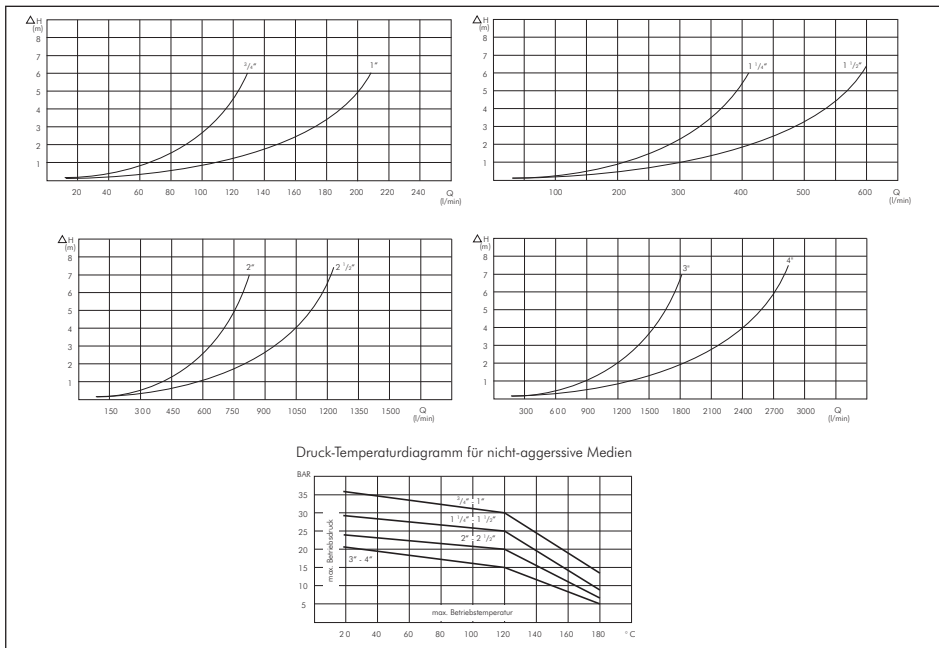 △H
(m)
8
7
6
5
4
3
2
1
³/₄"
1"
20 40 60 80 100 120 140 160 180 200 220 240 Q
(l/min)
△H
(m)
8
7
6
5
4
3
2
1
1 ¹/₄"
1 ¹/₂"
100 200 300 400 500 600 Q
(l/min)
△H
(m)
8
7
6
5
4
3
2
1
2"
2 ¹/₂"
150 300 450 600 750 900 1050 1200 1350 1500 Q
(l/min)
△H
(m)
8
7
6
5
4
3
2
1
3"
4"
300 600 900 1200 1500 1800 2100 2400 2700 3000 Q
(l/min)
Druck-Temperaturdiagramm für nicht-aggerssive Medien
BAR
35
30
25
20
15
10
5
max. Betriebsdruck
³/₄" - 1"
1 ¹/₄" - 1 ¹/₂"
2" - 2 ¹/₂"
3" - 4"
max. Betriebstemperatur
20 40 60 80 100 120 140 160 180 °C